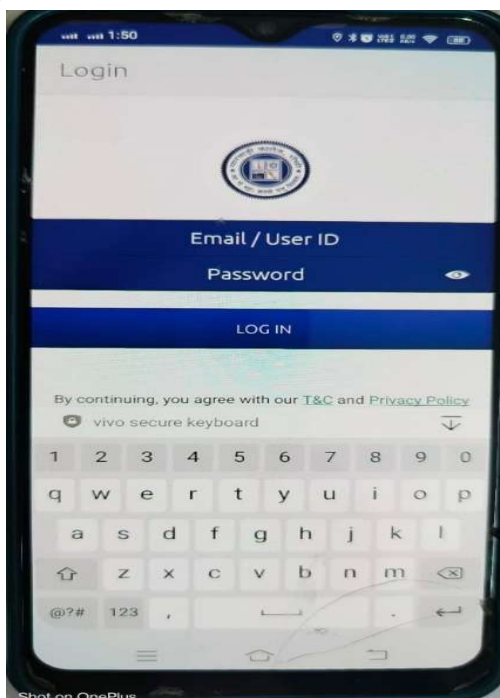 1:50
Login
Email / User ID
Password
LOG IN
By continuing, you agree with our T&C and Privacy Policy
vivo secure keyboard
1 2 3 4 5 6 7 8 9 0
q w e r t y u i o p
a s d f g h j k l
z x c v b n m
@?# 123 , .
Shot on OnePlus